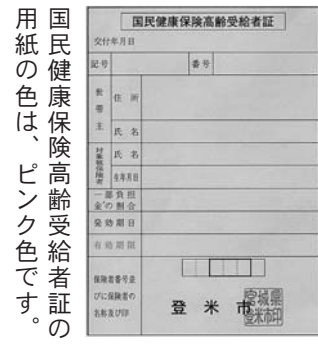 国民健康保険高齢受給者証の
用紙の色は、ピンク色です。
国民健康保険高齢受給者証
交付年月日
記号
番号
世帯主
住所
氏名
対象被保険者
氏名
生年月日
一部負担
金の割合
発効期日
有効期限
保険者番号並
びに保険者の
名称及び印
登米市
宮城県
登米市印